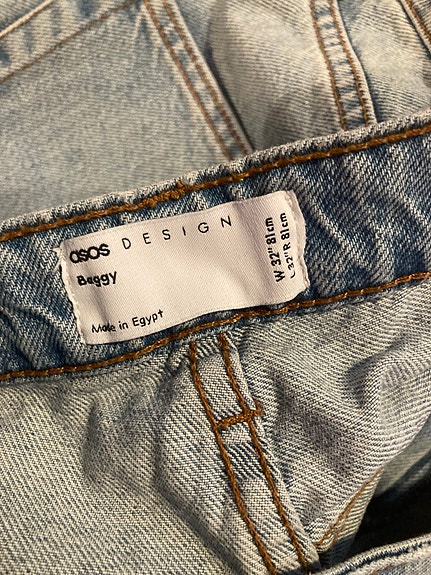 asos DESIGN
Baggy
Made in Egypt
W 32" 81cm
L 32"R 81cm